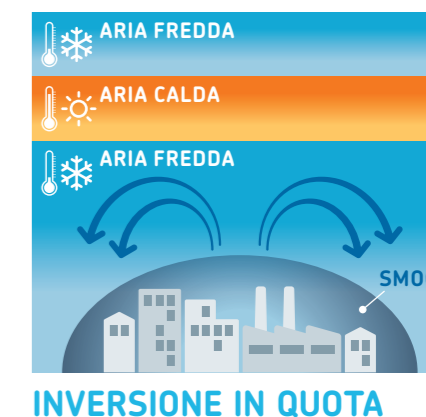 ARIA FREDDA
ARIA CALDA
ARIA FREDDA
SMO
INVERSIONE IN QUOTA